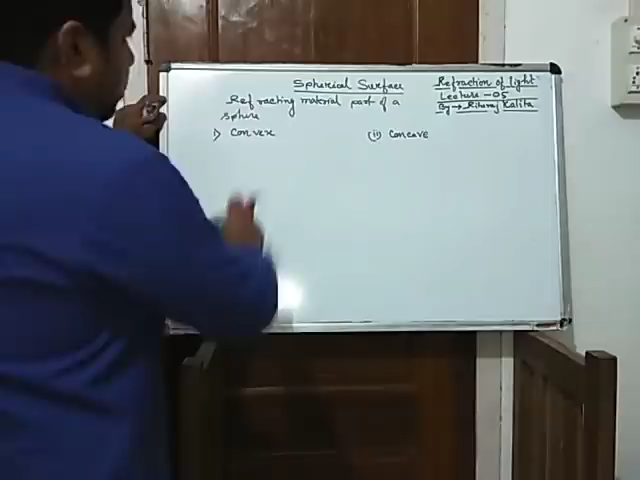 Spherical Surface
Refraction of light
Lecture - 05
By → Rituraj Kalita
Refracting material part of a
sphere
i) Convex
(ii) Concave